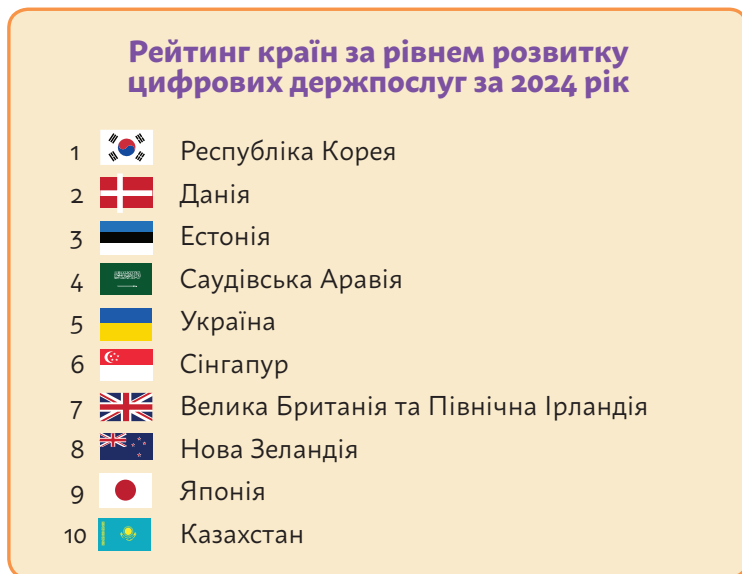 Рейтинг країн за рівнем розвитку
цифрових держпослуг за 2024 рік
1 Республіка Корея
2 Данія
3 Естонія
4 Саудівська Аравія
5 Україна
6 Сінгапур
7 Велика Британія та Північна Ірландія
8 Нова Зеландія
9 Японія
10 Казахстан